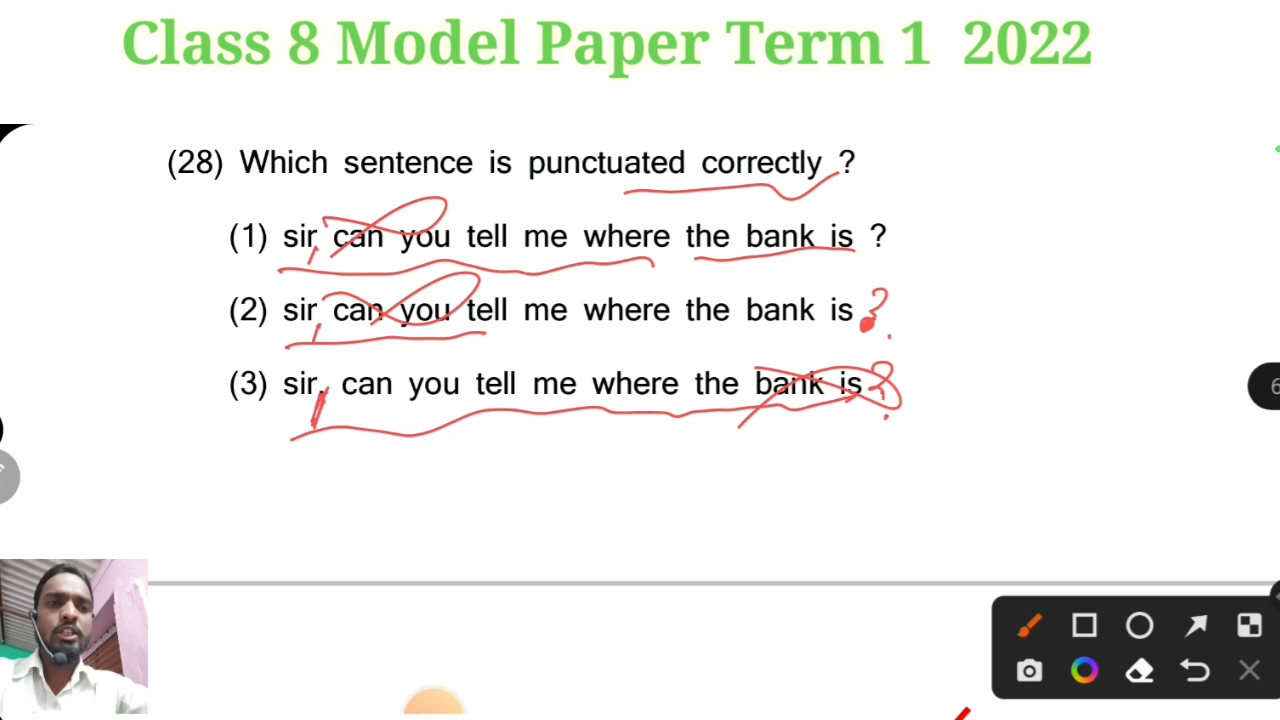 Class 8 Model Paper Term 1 2022
(28) Which sentence is punctuated correctly ?
(1) sir, can you tell me where the bank is ?
(2) sir, can you tell me where the bank is ?
(3) sir, can you tell me where the bank is ?
6